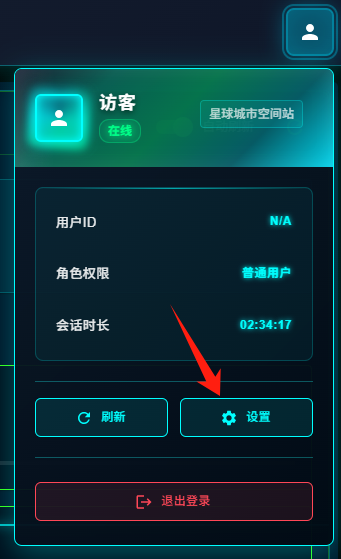 访客
在线
星球城市空间站
用户ID
N/A
角色权限
普通用户
会话时长
02:34:17
刷新
设置
退出登录